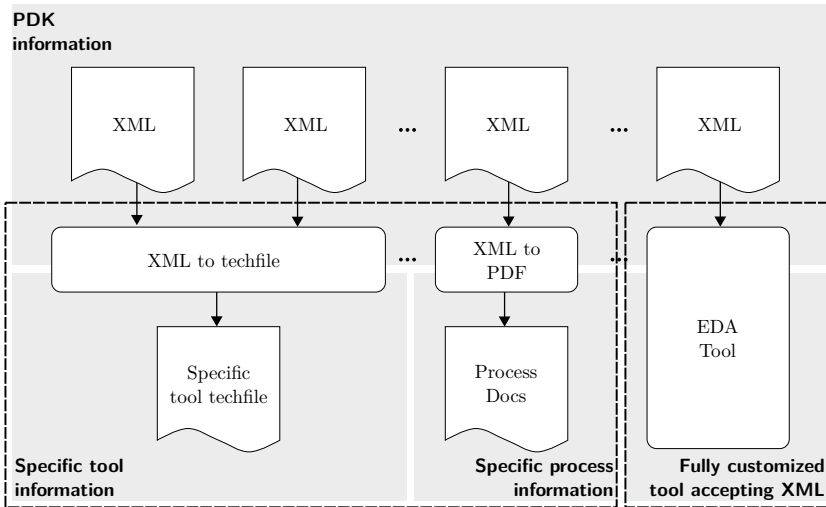 PDK
information
XML
XML
...
XML
...
XML
XML to techfile
...
XML to
PDF
...
EDA
Tool
Specific
tool techfile
Process
Docs
Specific tool
information
Specific process
information
Fully customized
tool accepting XML